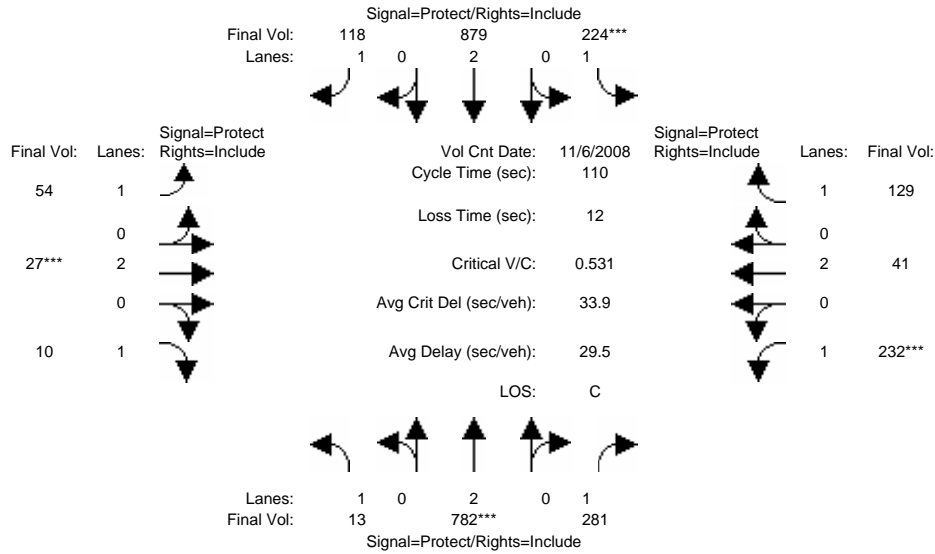 Signal=Protect/Rights=Include
Final Vol: 118 879 224***
Lanes: 1 0 2 0 1
Signal=Protect
Final Vol: Lanes: Rights=Include
Vol Cnt Date: 11/6/2008
Signal=Protect
Rights=Include Lanes: Final Vol:
Cycle Time (sec): 110
54 1
1 129
Loss Time (sec): 12
0
0
27*** 2
Critical V/C: 0.531
2 41
0
Avg Crit Del (sec/veh): 33.9
0
10 1
Avg Delay (sec/veh): 29.5
1 232***
LOS: C
Lanes: 1 0 2 0 1
Final Vol: 13 782*** 281
Signal=Protect/Rights=Include